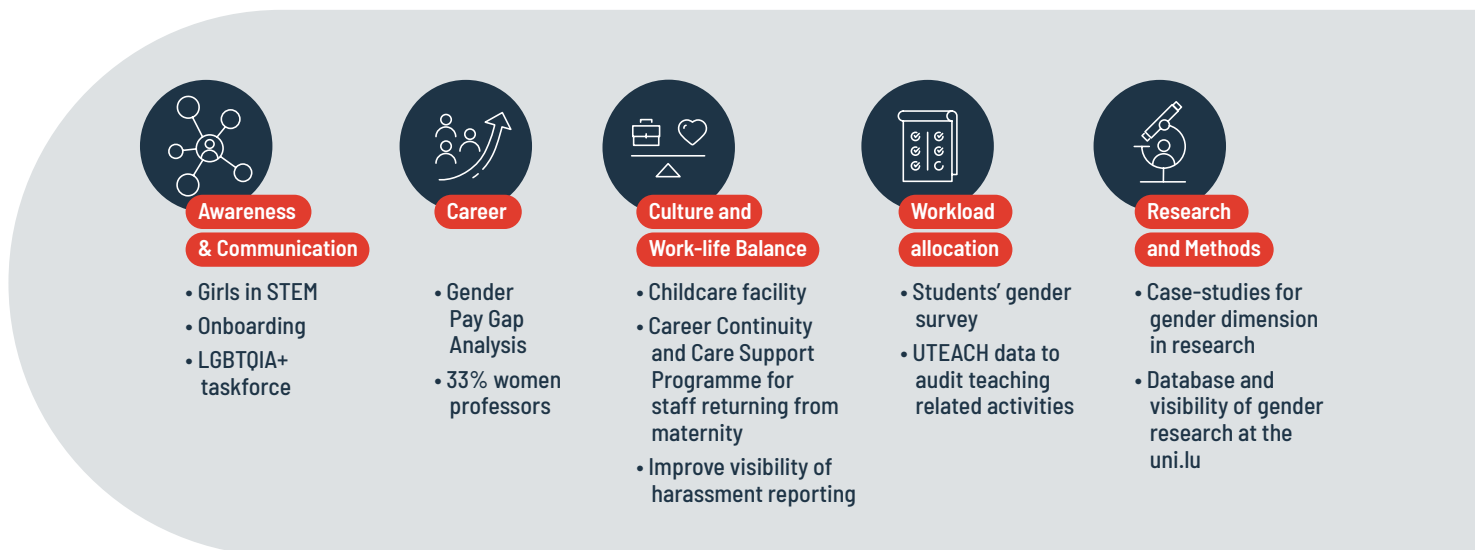 Awareness
& Communication
• Girls in STEM
• Onboarding
• LGBTQIA+
taskforce
Career
• Gender
Pay Gap
Analysis
• 33% women
professors
Culture and
Work-life Balance
• Childcare facility
• Career Continuity
and Care Support
Programme for
staff returning from
maternity
• Improve visibility of
harassment reporting
Workload
allocation
• Students’ gender
survey
• UTEACH data to
audit teaching
related activities
Research
and Methods
• Case-studies for
gender dimension
in research
• Database and
visibility of gender
research at the
uni.lu